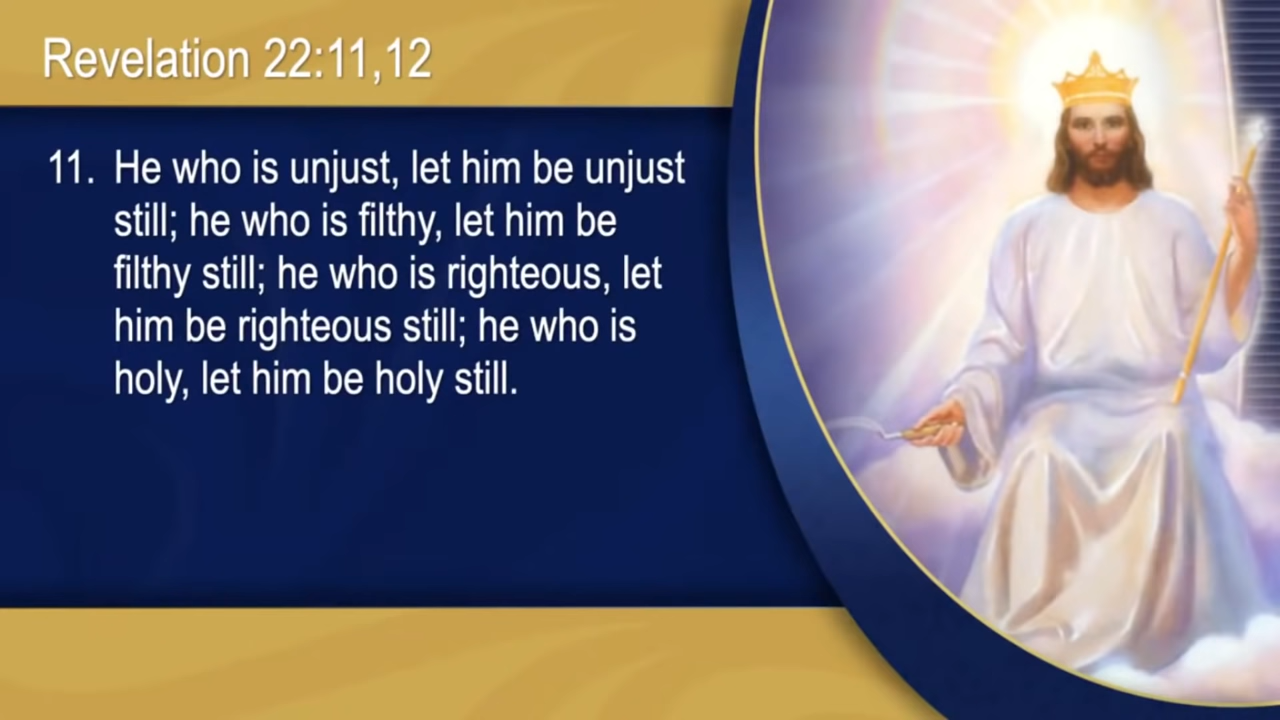 Revelation 22:11,12
11. He who is unjust, let him be unjust
still; he who is filthy, let him be
filthy still; he who is righteous, let
him be righteous still; he who is
holy, let him be holy still.